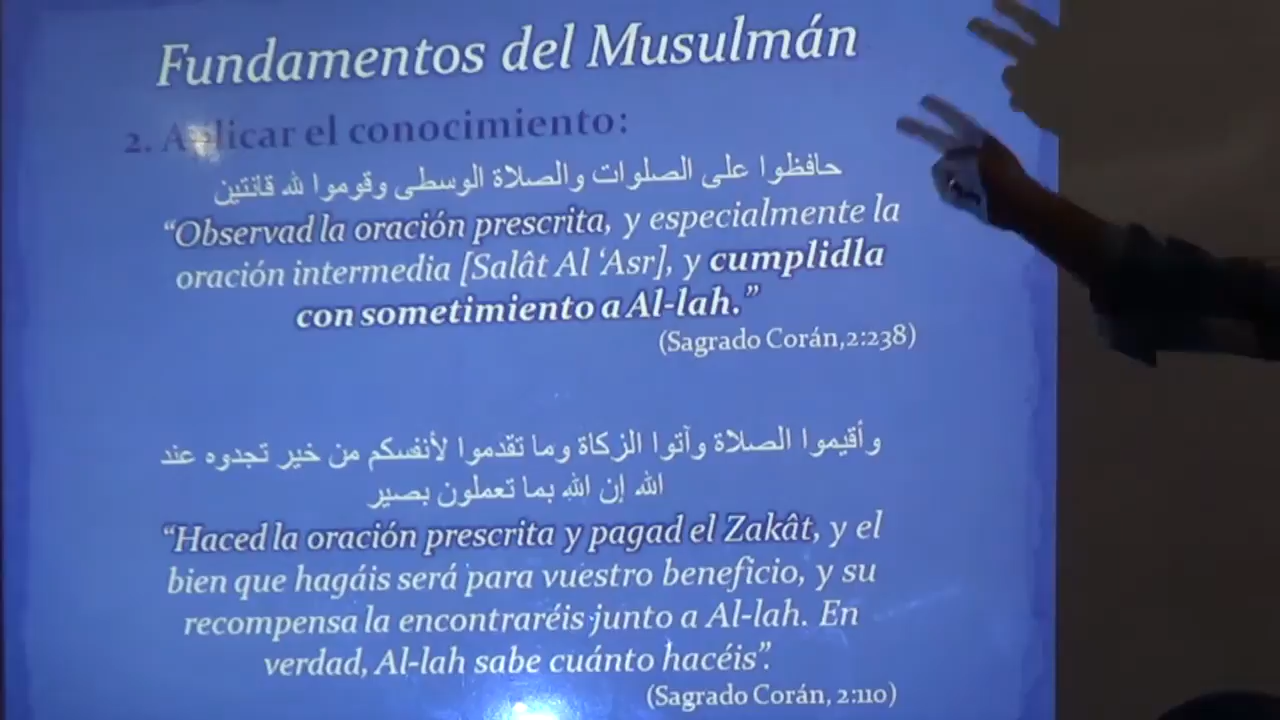 Fundamentos del Musulmán
2. Aplicar el conocimiento:
حافظوا على الصلوات والصلاة الوسطى وقوموا لله قانتين
“Observad la oración prescrita, y especialmente la
oración intermedia [Salât Al ‘Asr], y cumplidla
con sometimiento a Al-lah.”
(Sagrado Corán,2:238)
وأقيموا الصلاة وآتوا الزكاة وما تقدموا لأنفسكم من خير تجدوه عند
الله إن الله بما تعملون بصير
“Haced la oración prescrita y pagad el Zakât, y el
bien que hagáis será para vuestro beneficio, y su
recompensa la encontraréis junto a Al-lah. En
verdad, Al-lah sabe cuánto hacéis”.
(Sagrado Corán, 2:110)